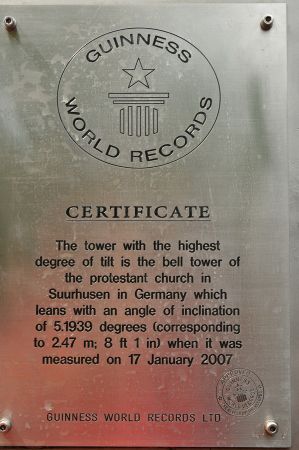 GUINNESS
WORLD RECORDS
CERTIFICATE
The tower with the highest
degree of tilt is the bell tower of
the protestant church in
Suurhusen in Germany which
leans with an angle of inclination
of 5.1939 degrees (corresponding
to 2.47 m; 8 ft 1 in) when it was
measured on 17 January 2007
GUINNESS WORLD RECORDS LTD